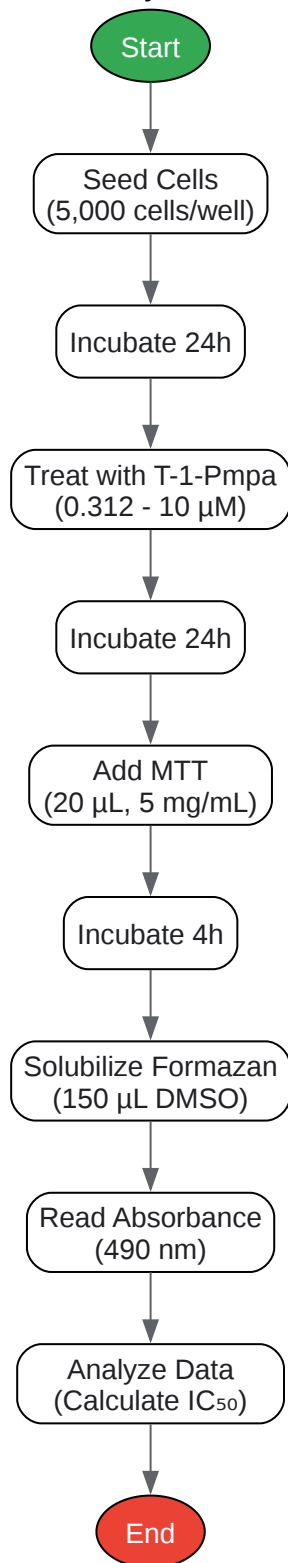 Start
Seed Cells
(5,000 cells/well)
Incubate 24h
Treat with T-1-Pmpa
(0.312 - 10 µM)
Incubate 24h
Add MTT
(20 µL, 5 mg/mL)
Incubate 4h
Solubilize Formazan
(150 µL DMSO)
Read Absorbance
(490 nm)
Analyze Data
(Calculate IC₅₀)
End